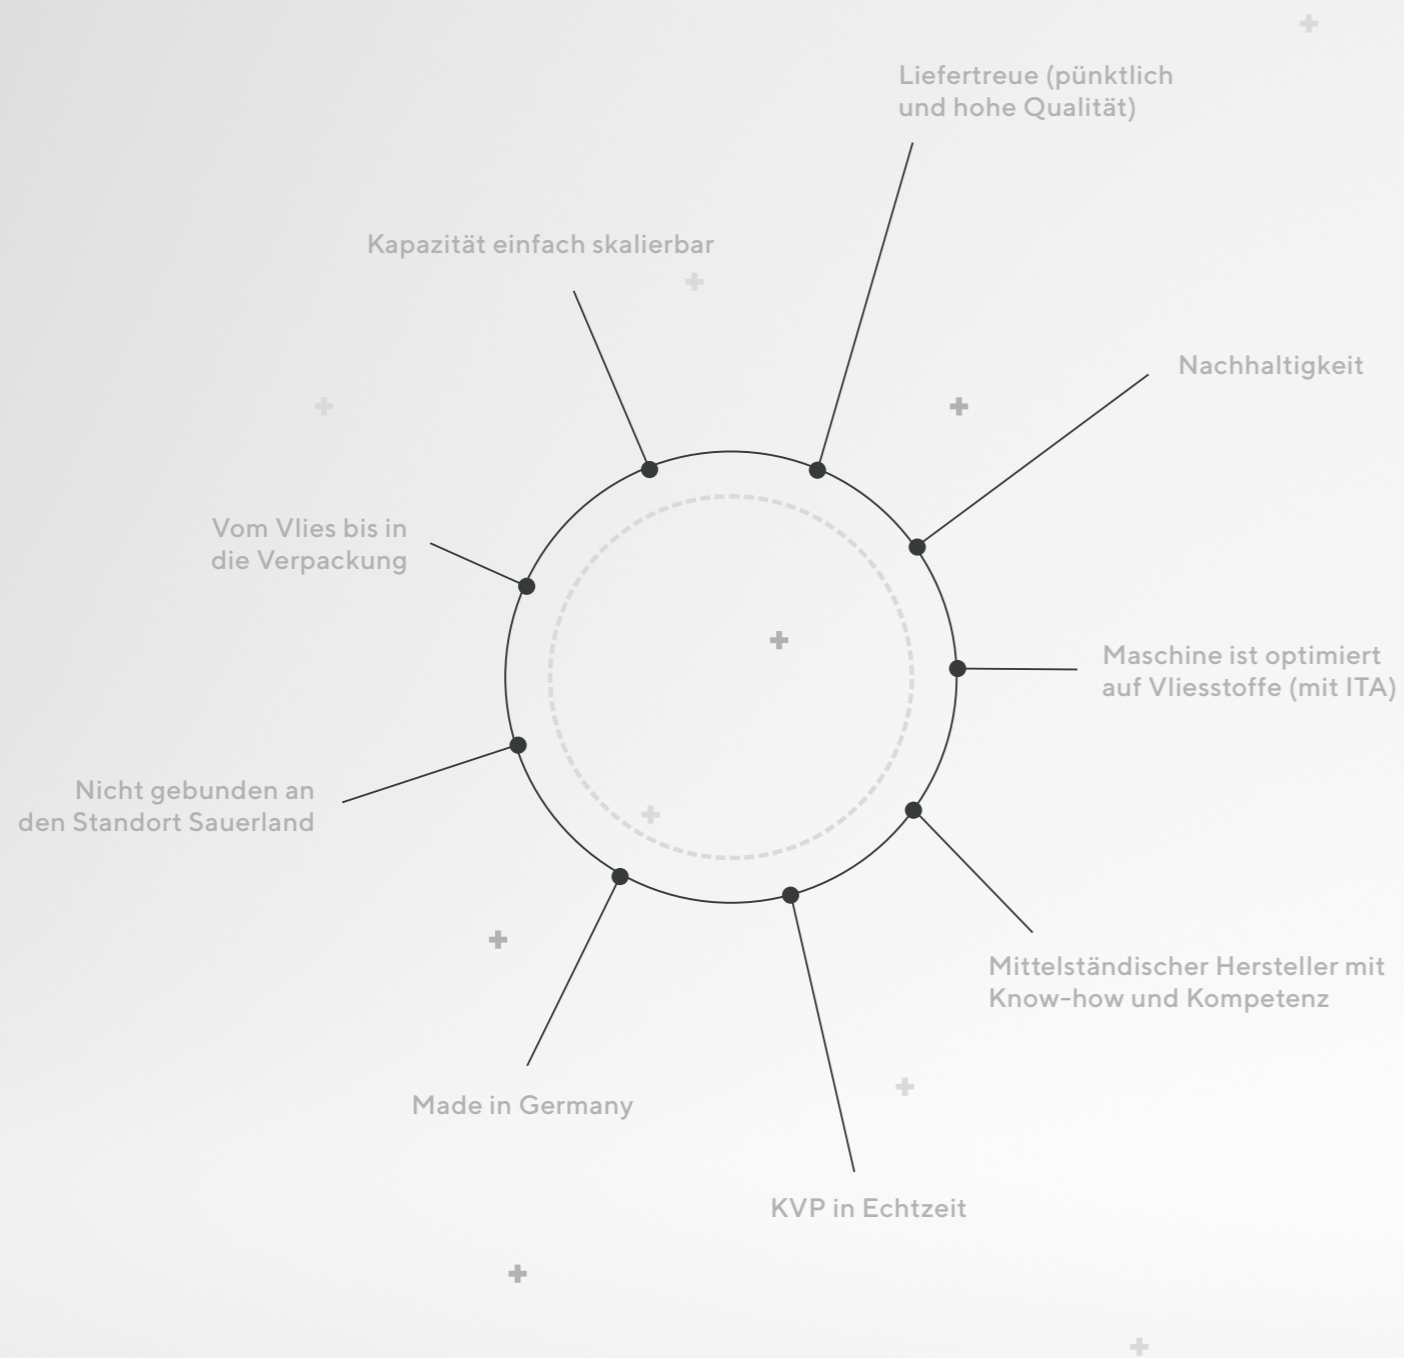 Liefertreue (pünktlich
und hohe Qualität)
Kapazität einfach skalierbar
Nachhaltigkeit
Vom Vlies bis in
die Verpackung
Maschine ist optimiert
auf Vliesstoffe (mit ITA)
Nicht gebunden an
den Standort Sauerland
Mittelständischer Hersteller mit
Know-how und Kompetenz
Made in Germany
KVP in Echtzeit